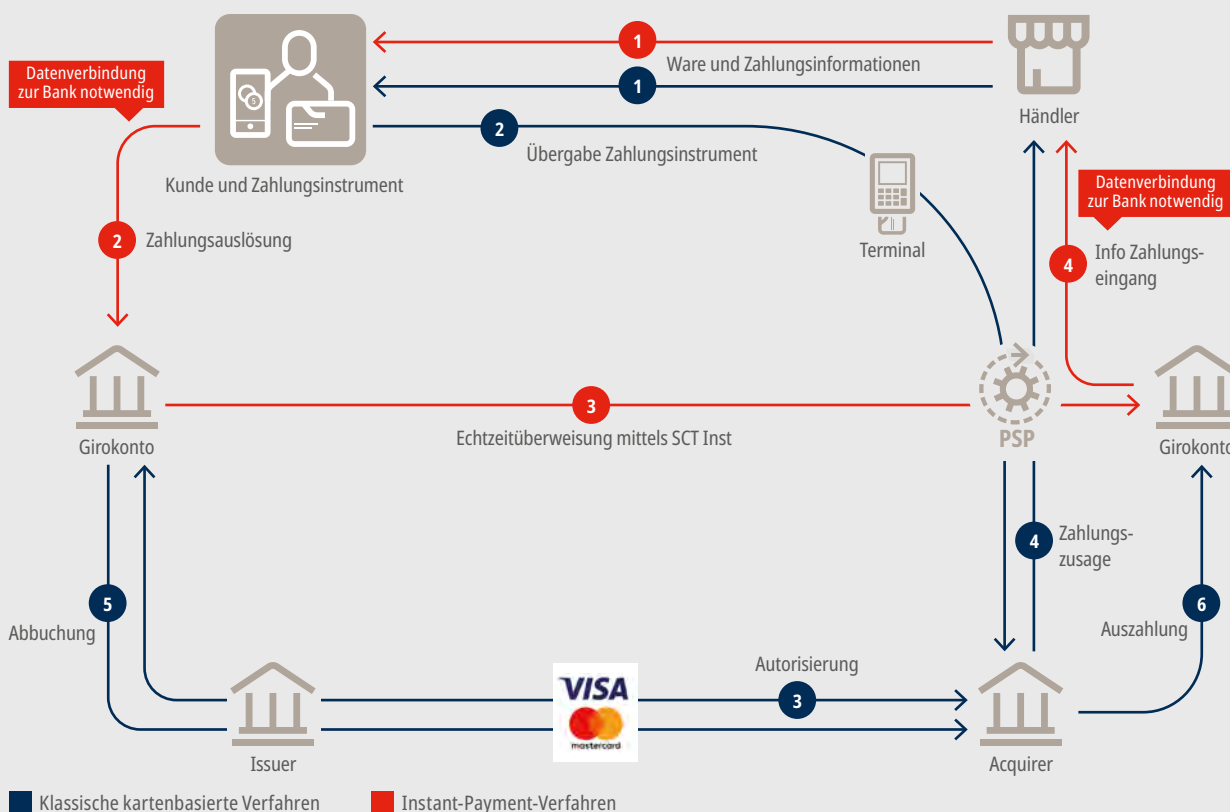 Datenverbindung
zur Bank notwendig
1
Ware und Zahlungsinformationen
1
Händler
2
Übergabe Zahlungsinstrument
Kunde und Zahlungsinstrument
Datenverbindung
zur Bank notwendig
2
Zahlungsauslösung
Terminal
4
Info Zahlungs-
eingang
Girokonto
3
Echtzeitüberweisung mittels SCT Inst
PSP
Girokonto
4
Zahlungs-
zusage
5
Abbuchung
6
Auszahlung
Autorisierung
3
VISA
mastercard
Issuer
Acquirer
Klassische kartenbasierte Verfahren
Instant-Payment-Verfahren